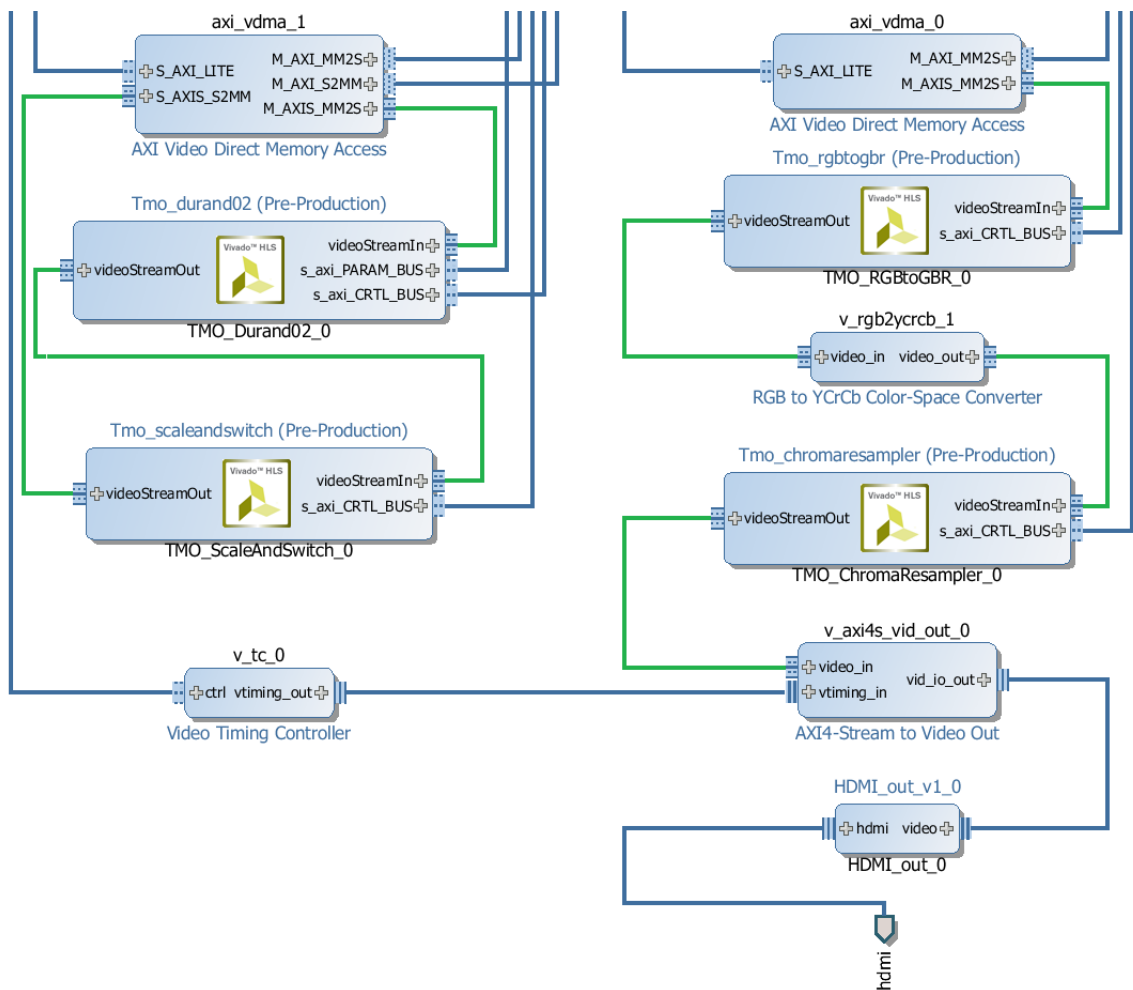 axi_vdma_1
S_AXI_LITE
S_AXIS_S2MM
M_AXI_MM2S
M_AXI_S2MM
M_AXIS_MM2S
AXI Video Direct Memory Access
Tmo_durand02 (Pre-Production)
videoStreamOut
Vivado™ HLS
videoStreamIn
s_axi_PARAM_BUS
s_axi_CRTL_BUS
TMO_Durand02_0
Tmo_scaleandswitch (Pre-Production)
videoStreamOut
Vivado™ HLS
videoStreamIn
s_axi_CRTL_BUS
TMO_ScaleAndSwitch_0
v_tc_0
ctrl vtiming_out
Video Timing Controller
axi_vdma_0
S_AXI_LITE
M_AXI_MM2S
M_AXIS_MM2S
AXI Video Direct Memory Access
Tmo_rgbtogbr (Pre-Production)
videoStreamOut
Vivado™ HLS
videoStreamIn
s_axi_CRTL_BUS
TMO_RGBtoGBR_0
v_rgb2ycrcb_1
video_in video_out
RGB to YCrCb Color-Space Converter
Tmo_chromaresampler (Pre-Production)
videoStreamOut
Vivado™ HLS
videoStreamIn
s_axi_CRTL_BUS
TMO_ChromaResampler_0
v_axi4s_vid_out_0
video_in
vtiming_in
vid_io_out
AXI4-Stream to Video Out
HDMI_out_v1_0
hdmi video
HDMI_out_0
hdmi